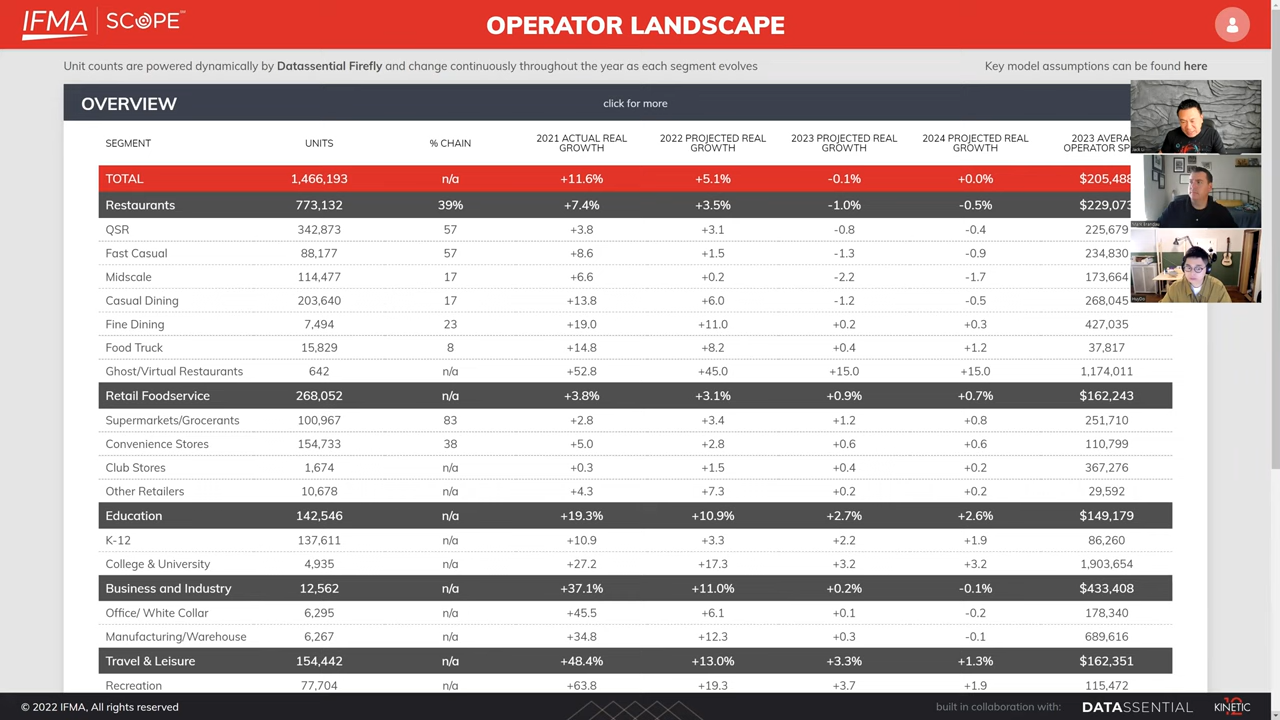 IFMA SCOPE
OPERATOR LANDSCAPE
Unit counts are powered dynamically by Datassential Firefly and change continuously throughout the year as each segment evolves
Key model assumptions can be found here
OVERVIEW
click for more
SEGMENT UNITS % CHAIN 2021 ACTUAL REAL GROWTH 2022 PROJECTED REAL GROWTH 2023 PROJECTED REAL GROWTH 2024 PROJECTED REAL GROWTH 2023 AVERA OPERATOR SP
TOTAL 1,466,193 n/a +11.6% +5.1% -0.1% +0.0% $205,488
Restaurants 773,132 39% +7.4% +3.5% -1.0% -0.5% $229,073
QSR 342,873 57 +3.8 +3.1 -0.8 -0.4 225,679
Fast Casual 88,177 57 +8.6 +1.5 -1.3 -0.9 234,830
Midscale 114,477 17 +6.6 +0.2 -2.2 -1.7 173,664
Casual Dining 203,640 17 +13.8 +6.0 -1.2 -0.5 268,045
Fine Dining 7,494 23 +19.0 +11.0 +0.2 +0.3 427,035
Food Truck 15,829 8 +14.8 +8.2 +0.4 +1.2 37,817
Ghost/Virtual Restaurants 642 n/a +52.8 +45.0 +15.0 +15.0 1,174,011
Retail Foodservice 268,052 n/a +3.8% +3.1% +0.9% +0.7% $162,243
Supermarkets/Grocerants 100,967 83 +2.8 +3.4 +1.2 +0.8 251,710
Convenience Stores 154,733 38 +5.0 +2.8 +0.6 +0.6 110,799
Club Stores 1,674 n/a +0.3 +1.5 +0.4 +0.2 367,276
Other Retailers 10,678 n/a +4.3 +7.3 +0.2 +0.2 29,592
Education 142,546 n/a +19.3% +10.9% +2.7% +2.6% $149,179
K-12 137,611 n/a +10.9 +3.3 +2.2 +1.9 86,260
College & University 4,935 n/a +27.2 +17.3 +3.2 +3.2 1,903,654
Business and Industry 12,562 n/a +37.1% +11.0% +0.2% -0.1% $433,408
Office/ White Collar 6,295 n/a +45.5 +6.1 +0.1 -0.2 178,340
Manufacturing/Warehouse 6,267 n/a +34.8 +12.3 +0.3 -0.1 689,616
Travel & Leisure 154,442 n/a +48.4% +13.0% +3.3% +1.3% $162,351
Recreation 77,704 n/a +63.8 +19.3 +3.7 +1.9 115,472
© 2022 IFMA, All rights reserved
built in collaboration with: DATASSENTIAL KINETIC 12